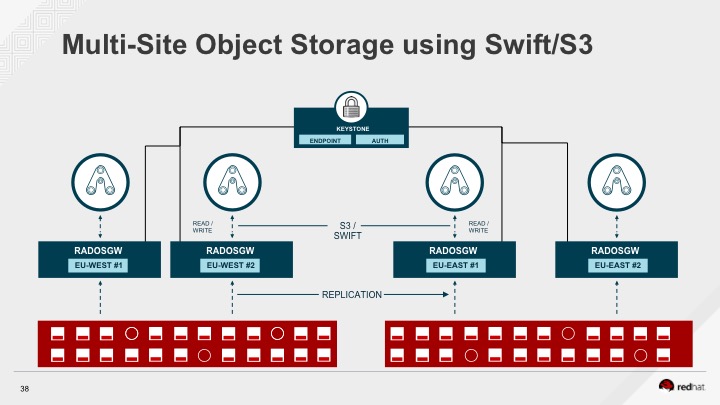 Multi-Site Object Storage using Swift/S3
KEYSTONE
ENDPOINT AUTH
READ /
WRITE
S3 /
SWIFT
READ /
WRITE
RADOSGW
EU-WEST #1
RADOSGW
EU-WEST #2
RADOSGW
EU-EAST #1
RADOSGW
EU-EAST #2
REPLICATION
38
redhat.